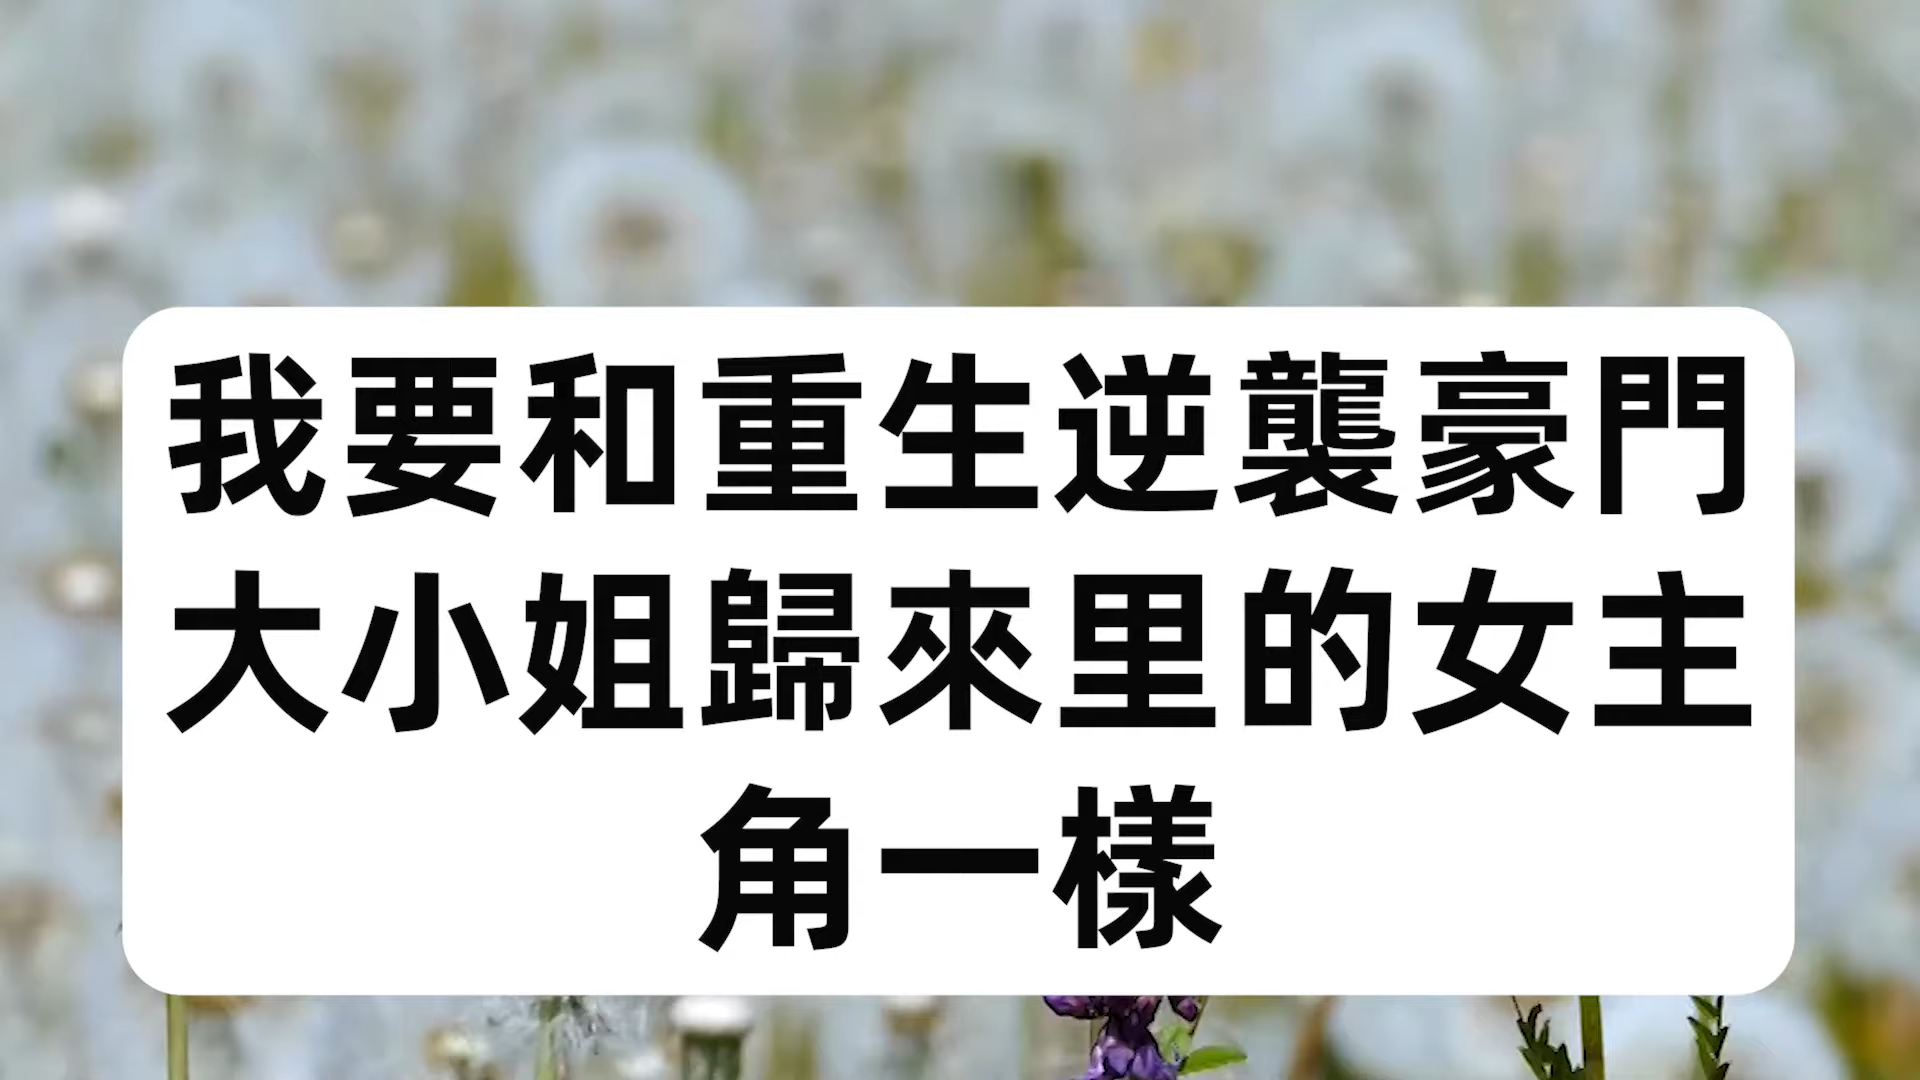 我要和重生逆襲豪門
大小姐歸來里的女主
角一樣